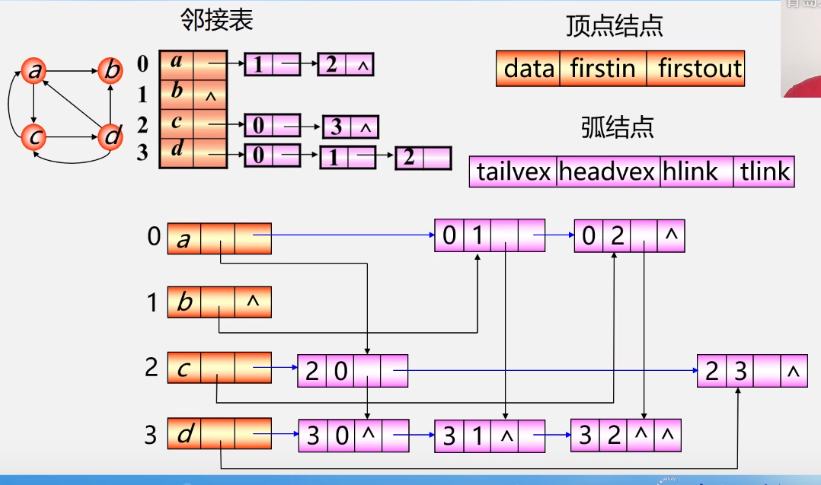 邻接表
顶点结点
data firstin firstout
弧结点
tailvex headvex hlink tlink
a b
c d
0 a 1 2 ^
1 b ^
2 c 0 3 ^
3 d 0 1 2
0 a 0 1 0 2 ^
1 b ^
2 c 2 0 2 3 ^
3 d 3 0 ^ 3 1 ^ 3 2 ^ ^